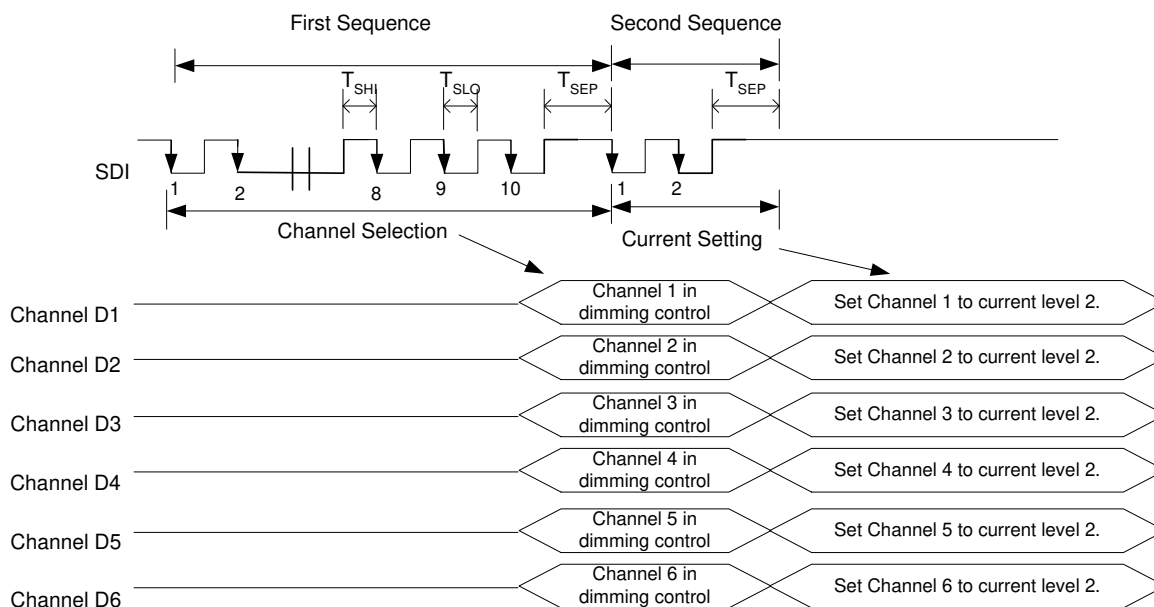 First Sequence
Second Sequence
T_SHI
T_SLO
T_SEP
T_SEP
SDI
1
2
8
9
10
1
2
Channel Selection
Current Setting
Channel D1
Channel 1 in
dimming control
Set Channel 1 to current level 2.
Channel D2
Channel 2 in
dimming control
Set Channel 2 to current level 2.
Channel D3
Channel 3 in
dimming control
Set Channel 3 to current level 2.
Channel D4
Channel 4 in
dimming control
Set Channel 4 to current level 2.
Channel D5
Channel 5 in
dimming control
Set Channel 5 to current level 2.
Channel D6
Channel 6 in
dimming control
Set Channel 6 to current level 2.